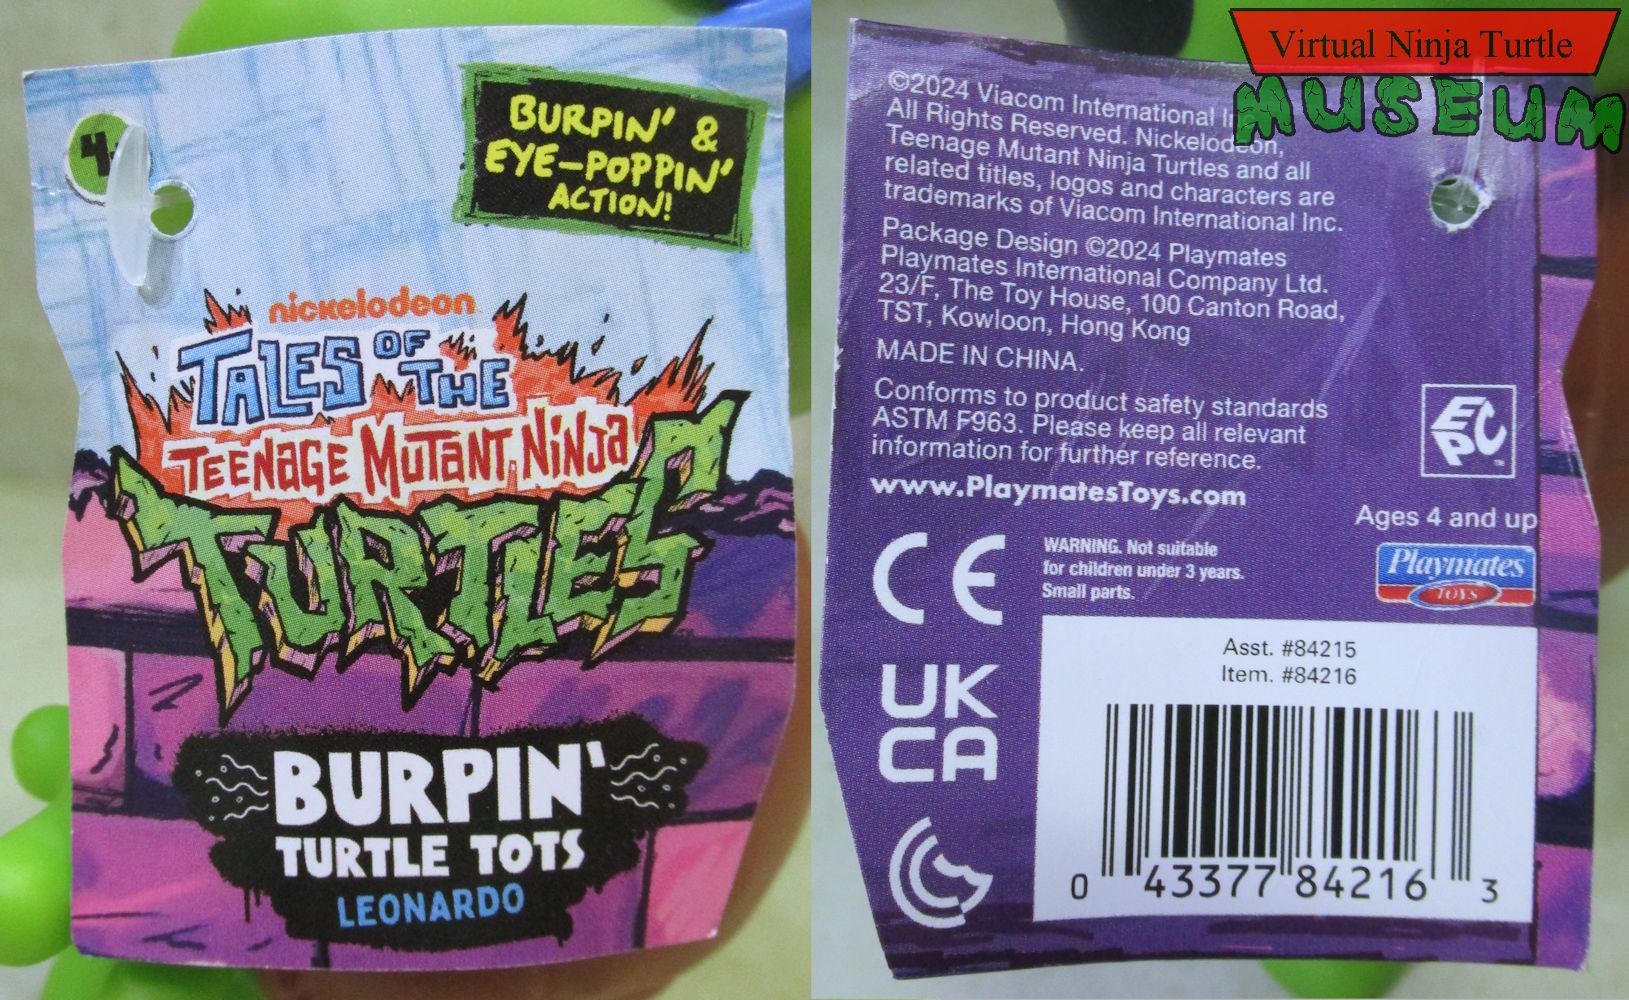 4+
BURPIN' &
EYE-POPPIN'
ACTION!
nickelodeon
TALES OF THE
TEENAGE MUTANT NINJA
TURTLES
BURPIN'
TURTLE TOTS
LEONARDO
Virtual Ninja Turtle
MUSEUM
©2024 Viacom International
All Rights Reserved. Nickelodeon,
Teenage Mutant Ninja Turtles and all
related titles, logos and characters are
trademarks of Viacom International Inc.
Package Design ©2024 Playmates
Playmates International Company Ltd.
23/F, The Toy House, 100 Canton Road,
TST, Kowloon, Hong Kong
MADE IN CHINA.
Conforms to product safety standards
ASTM F963. Please keep all relevant
information for further reference.
www.PlaymatesToys.com
EPC
TM
Ages 4 and up
CE
WARNING. Not suitable
for children under 3 years.
Small parts.
Playmates
TOYS
UK
CA
Asst. #84215
Item. #84216
0 43377 84216 3